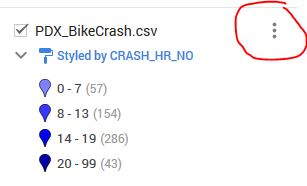 PDX_BikeCrash.csv
Styled by CRASH_HR_NO
0 - 7 (57)
8 - 13 (154)
14 - 19 (286)
20 - 99 (43)